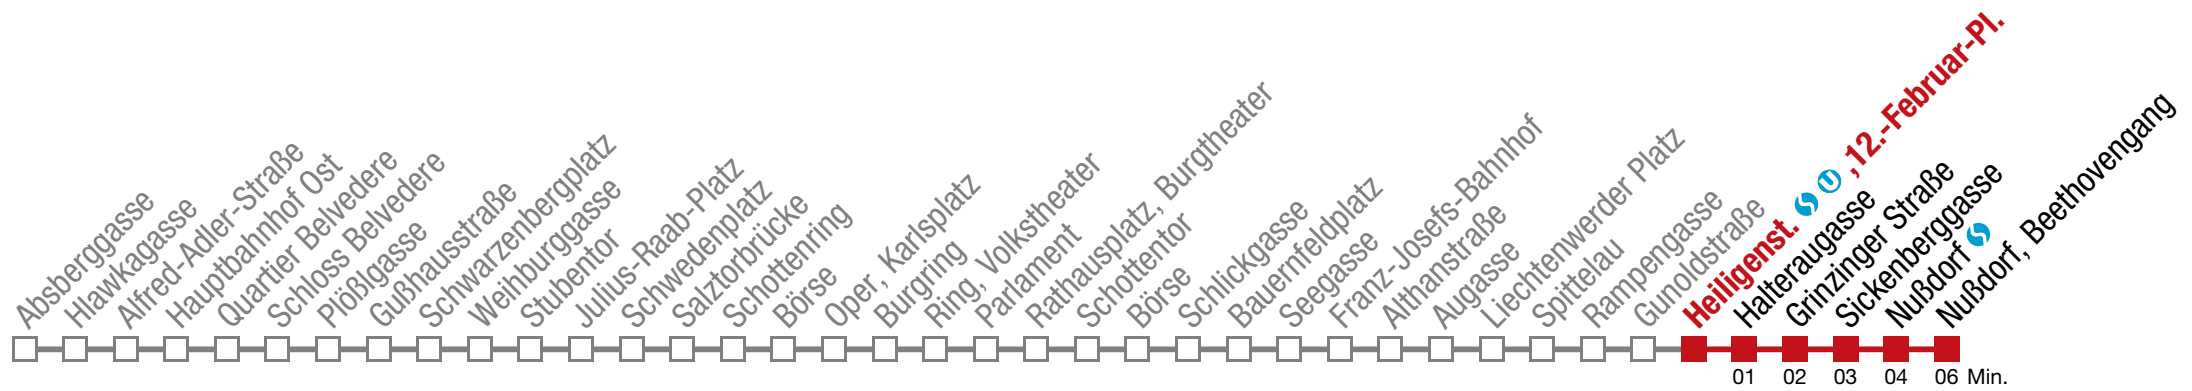 Absberggasse
Hlawkagasse
Alfred-Adler-Straße
Hauptbahnhof Ost
Quartier Belvedere
Schloss Belvedere
Plößlgasse
Gußhausstraße
Schwarzenbergplatz
Weihburggasse
Stubentor
Julius-Raab-Platz
Schwedenplatz
Salztorbrücke
Schottenring
Börse
Oper, Karlsplatz
Burgring
Ring, Volkstheater
Parlament
Rathausplatz, Burgtheater
Schottentor
Börse
Schlickgasse
Bauernfeldplatz
Seegasse
Franz-Josefs-Bahnhof
Althanstraße
Augasse
Liechtenwerder Platz
Spittelau
Rampengasse
Gunoldstraße
Heiligenst. S U ,12.-Februar-Pl.
Halteraugasse
Grinzinger Straße
Sickenberggasse
Nußdorf S
Nußdorf, Beethovengang
01 02 03 04 06 Min.